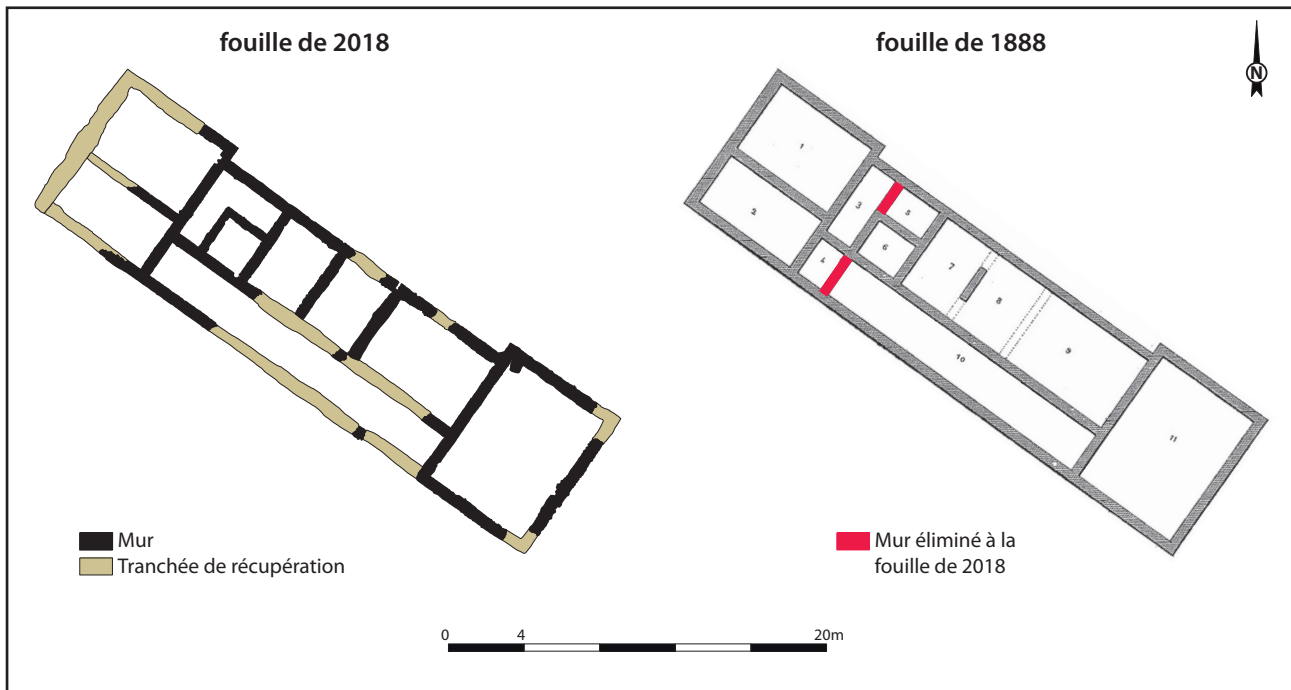 fouille de 2018
fouille de 1888
N
1
2
3
5
6
4
7
8
9
10
11
Mur
Tranchée de récupération
Mur éliminé à la
fouille de 2018
0 4 20m